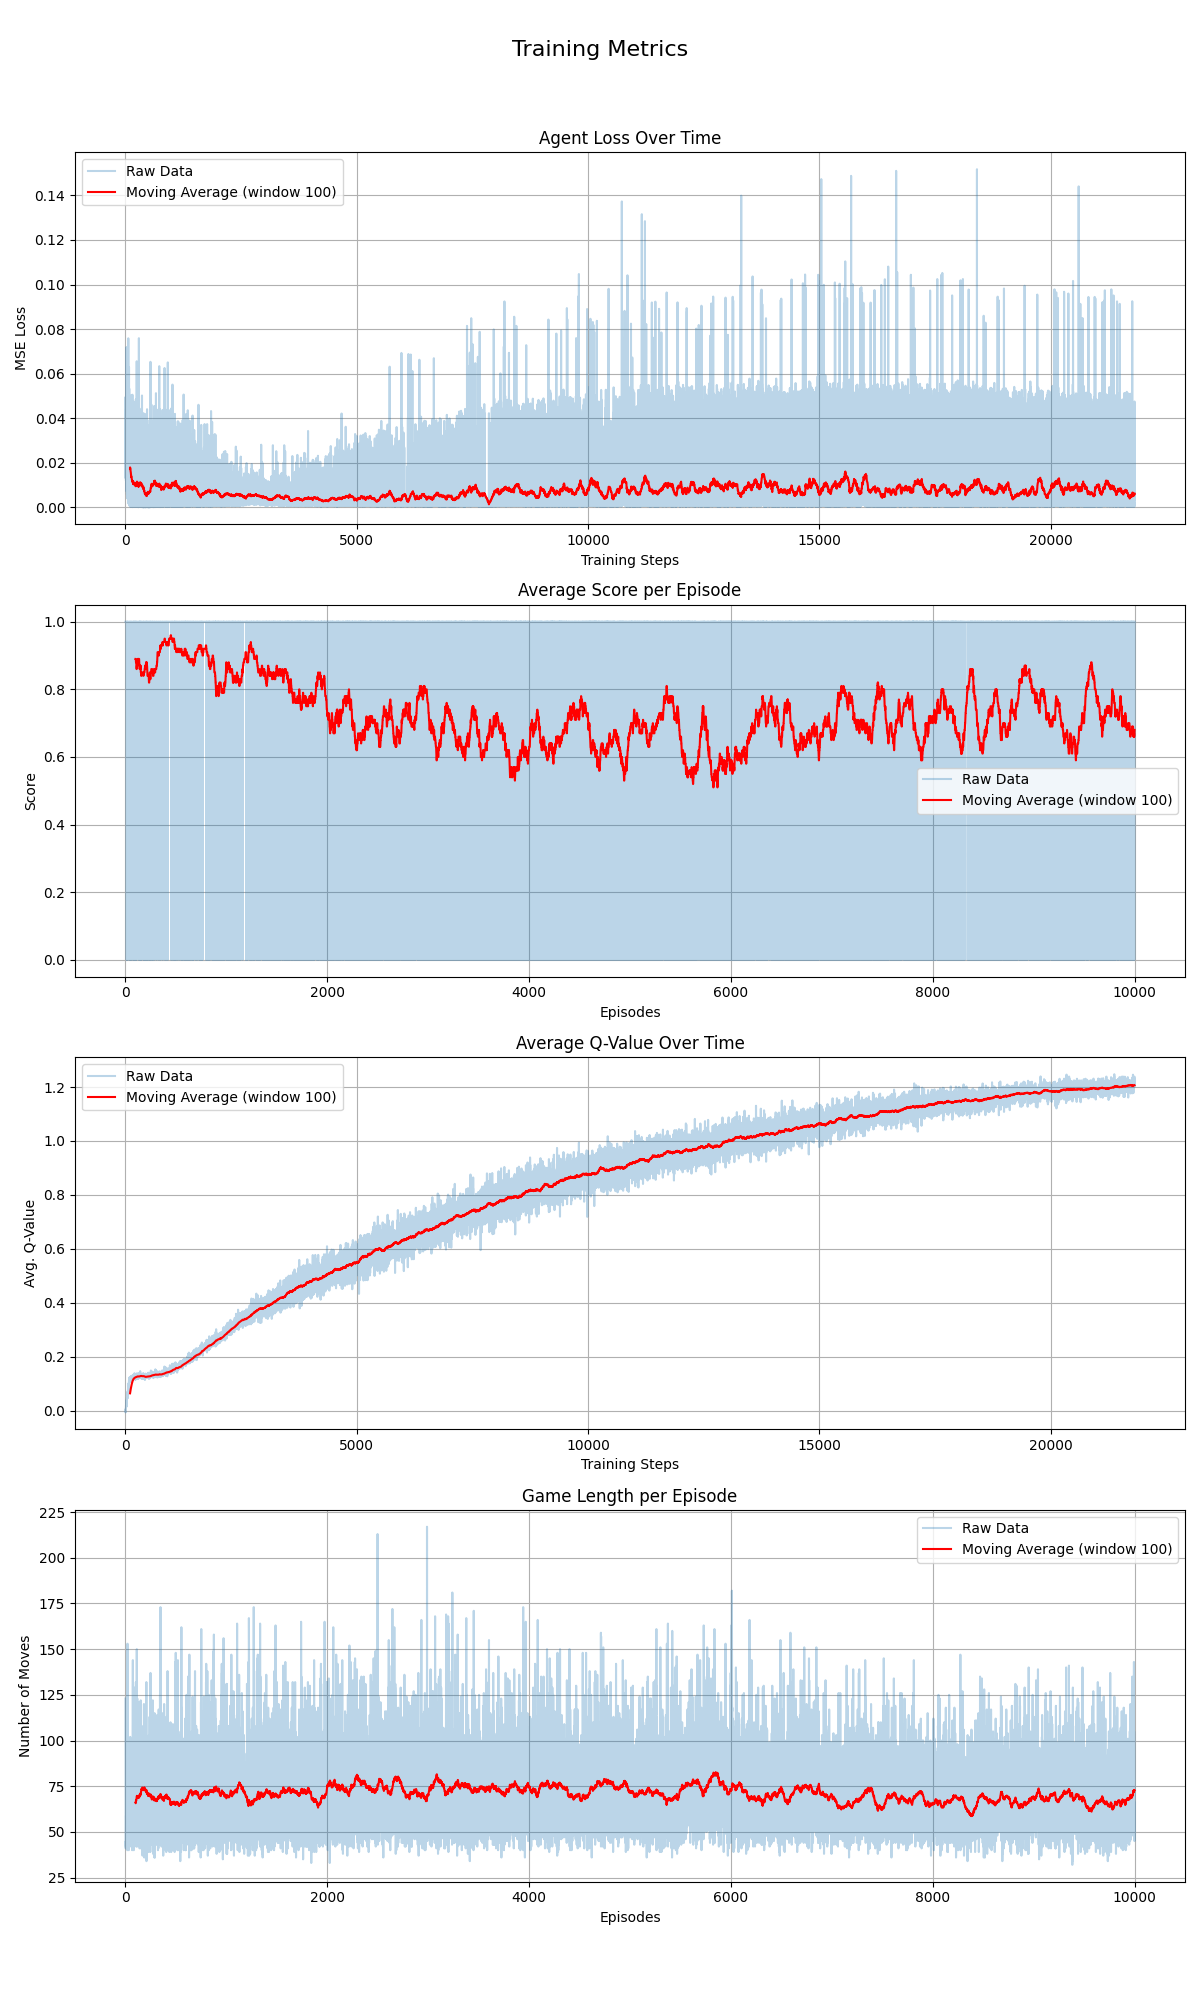 Training Metrics
Agent Loss Over Time
Raw Data
Moving Average (window 100)
MSE Loss
0.14
0.12
0.10
0.08
0.06
0.04
0.02
0.00
0 5000 10000 15000 20000
Training Steps
Average Score per Episode
Score
1.0
0.8
0.6
0.4
0.2
0.0
Raw Data
Moving Average (window 100)
0 2000 4000 6000 8000 10000
Episodes
Average Q-Value Over Time
Raw Data
Moving Average (window 100)
Avg. Q-Value
1.2
1.0
0.8
0.6
0.4
0.2
0.0
0 5000 10000 15000 20000
Training Steps
Game Length per Episode
Raw Data
Moving Average (window 100)
Number of Moves
225
200
175
150
125
100
75
50
25
0 2000 4000 6000 8000 10000
Episodes